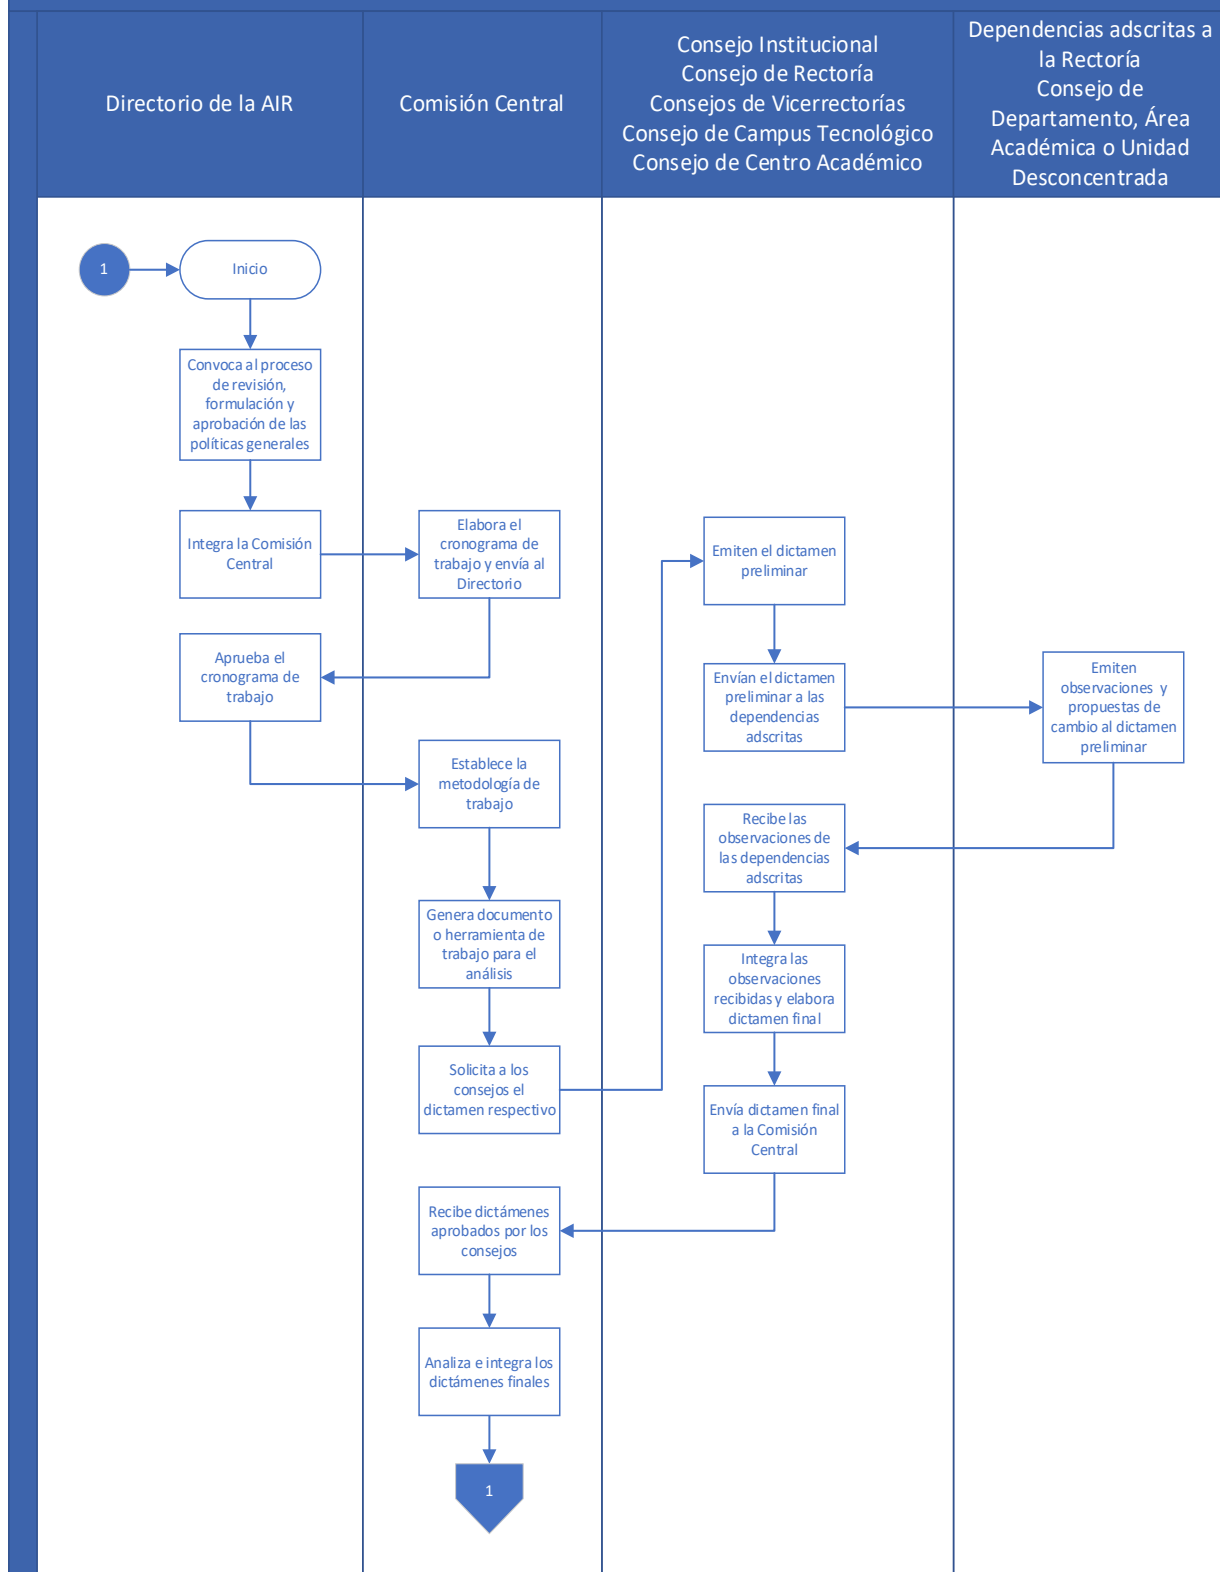 Directorio de la AIR
Comisión Central
Consejo Institucional
Consejo de Rectoría
Consejos de Vicerrectorías
Consejo de Campus Tecnológico
Consejo de Centro Académico
Dependencias adscritas a
la Rectoría
Consejo de
Departamento, Área
Académica o Unidad
Desconcentrada
1
Inicio
Convoca al proceso
de revisión,
formulación y
aprobación de las
políticas generales
Integra la Comisión
Central
Elabora el
cronograma de
trabajo y envía al
Directorio
Aprueba el
cronograma de
trabajo
Establece la
metodología de
trabajo
Genera documento
o herramienta de
trabajo para el
análisis
Solicita a los
consejos el
dictamen respectivo
Emiten el dictamen
preliminar
Envían el dictamen
preliminar a las
dependencias
adscritas
Emiten
observaciones y
propuestas de
cambio al dictamen
preliminar
Recibe las
observaciones de
las dependencias
adscritas
Integra las
observaciones
recibidas y elabora
dictamen final
Envía dictamen final
a la Comisión
Central
Recibe dictámenes
aprobados por los
consejos
Analiza e integra los
dictámenes finales
1